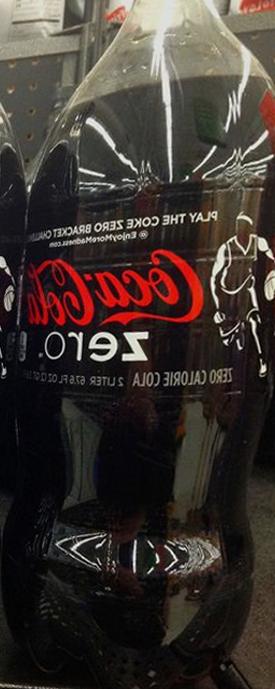 PLAY THE COKE ZERO BRACKET
@ EnjoyMoreMadness.com
Coca-Cola
zero
ZERO CALORIE COLA 2 LITER 67.6 FL OZ